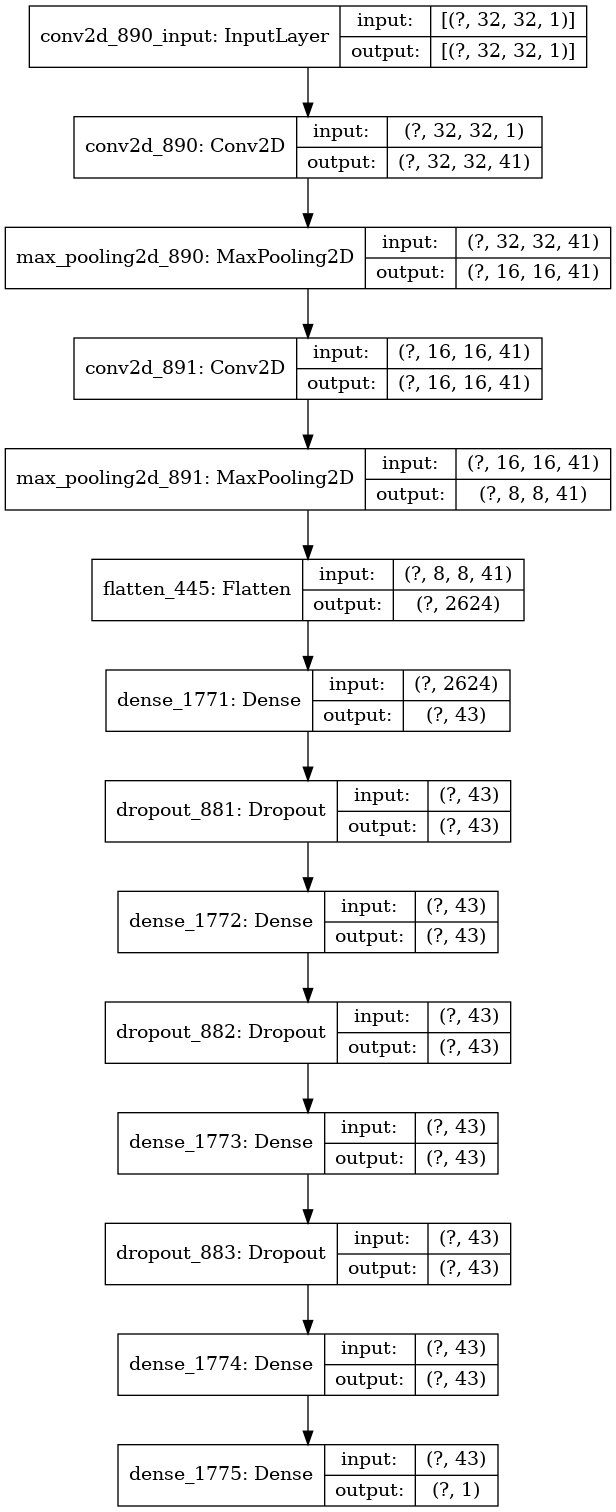 conv2d_890_input: InputLayer
input: [(?, 32, 32, 1)]
output: [(?, 32, 32, 1)]
conv2d_890: Conv2D
input: (?, 32, 32, 1)
output: (?, 32, 32, 41)
max_pooling2d_890: MaxPooling2D
input: (?, 32, 32, 41)
output: (?, 16, 16, 41)
conv2d_891: Conv2D
input: (?, 16, 16, 41)
output: (?, 16, 16, 41)
max_pooling2d_891: MaxPooling2D
input: (?, 16, 16, 41)
output: (?, 8, 8, 41)
flatten_445: Flatten
input: (?, 8, 8, 41)
output: (?, 2624)
dense_1771: Dense
input: (?, 2624)
output: (?, 43)
dropout_881: Dropout
input: (?, 43)
output: (?, 43)
dense_1772: Dense
input: (?, 43)
output: (?, 43)
dropout_882: Dropout
input: (?, 43)
output: (?, 43)
dense_1773: Dense
input: (?, 43)
output: (?, 43)
dropout_883: Dropout
input: (?, 43)
output: (?, 43)
dense_1774: Dense
input: (?, 43)
output: (?, 43)
dense_1775: Dense
input: (?, 43)
output: (?, 1)